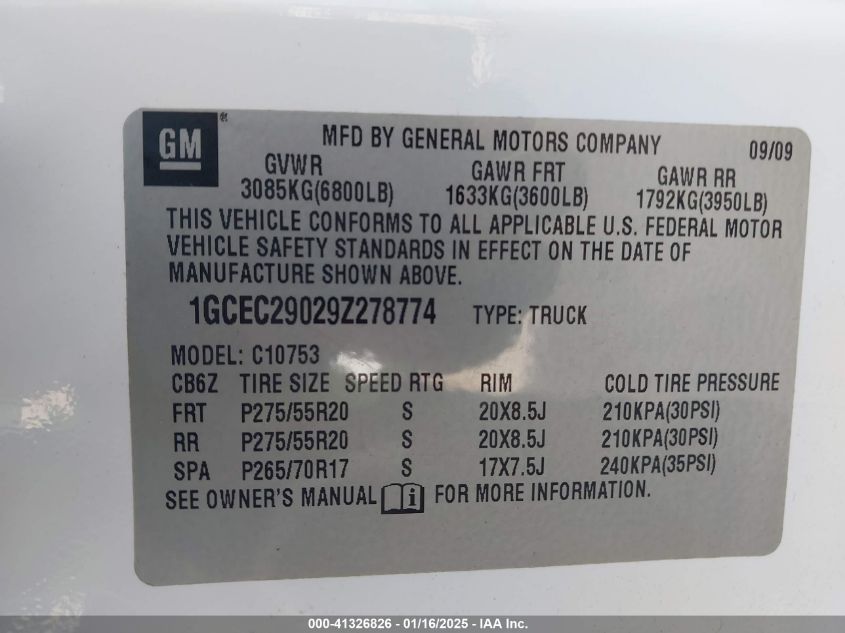 GM®
MFD BY GENERAL MOTORS COMPANY 09/09
GVWR GAWR FRT GAWR RR
3085KG(6800LB) 1633KG(3600LB) 1792KG(3950LB)
THIS VEHICLE CONFORMS TO ALL APPLICABLE U.S. FEDERAL MOTOR
VEHICLE SAFETY STANDARDS IN EFFECT ON THE DATE OF
MANUFACTURE SHOWN ABOVE.
1GCEC29029Z278774 TYPE: TRUCK
MODEL: C10753
CB6Z TIRE SIZE SPEED RTG RIM COLD TIRE PRESSURE
FRT P275/55R20 S 20X8.5J 210KPA(30PSI)
RR P275/55R20 S 20X8.5J 210KPA(30PSI)
SPA P265/70R17 S 17X7.5J 240KPA(35PSI)
SEE OWNER'S MANUAL i FOR MORE INFORMATION.
000-41326826 - 01/16/2025 - IAA Inc.